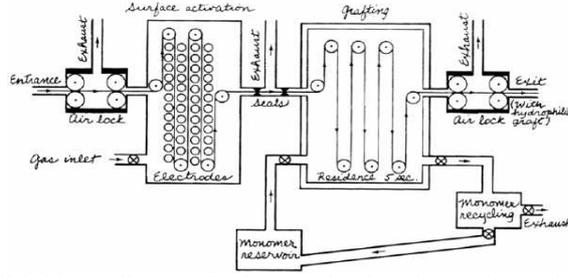 Surface activation
Grafting
Exhaust
Exhaust
Exhaust
Entrance
Exit
Seals
Air lock
(With
hydrophilic
graft)
Air lock
Gas inlet
Electrodes
Residence 5 sec.
Monomer
recycling
Exhaust
Monomer
reservoir